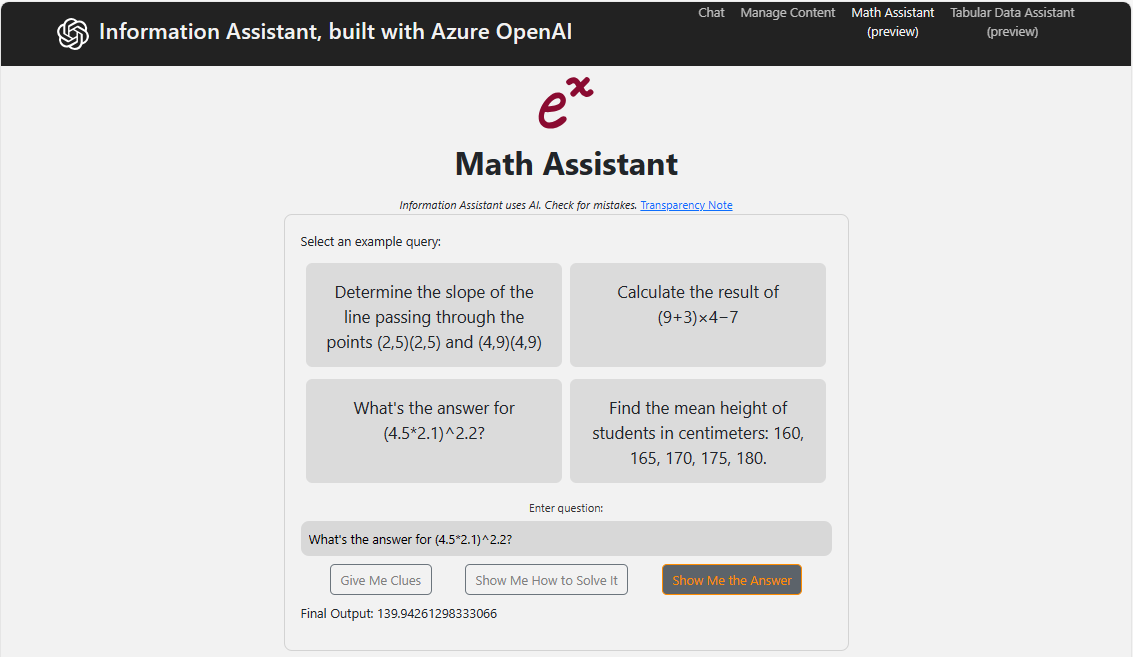 Information Assistant, built with Azure OpenAI
Chat
Manage Content
Math Assistant
(preview)
Tabular Data Assistant
(preview)
e^x
Math Assistant
Information Assistant uses AI. Check for mistakes. Transparency Note
Select an example query:
Determine the slope of the
line passing through the
points (2,5)(2,5) and (4,9)(4,9)
Calculate the result of
(9+3)×4−7
What's the answer for
(4.5*2.1)^2.2?
Find the mean height of
students in centimeters: 160,
165, 170, 175, 180.
Enter question:
What's the answer for (4.5*2.1)^2.2?
Give Me Clues
Show Me How to Solve It
Show Me the Answer
Final Output: 139.94261298333066